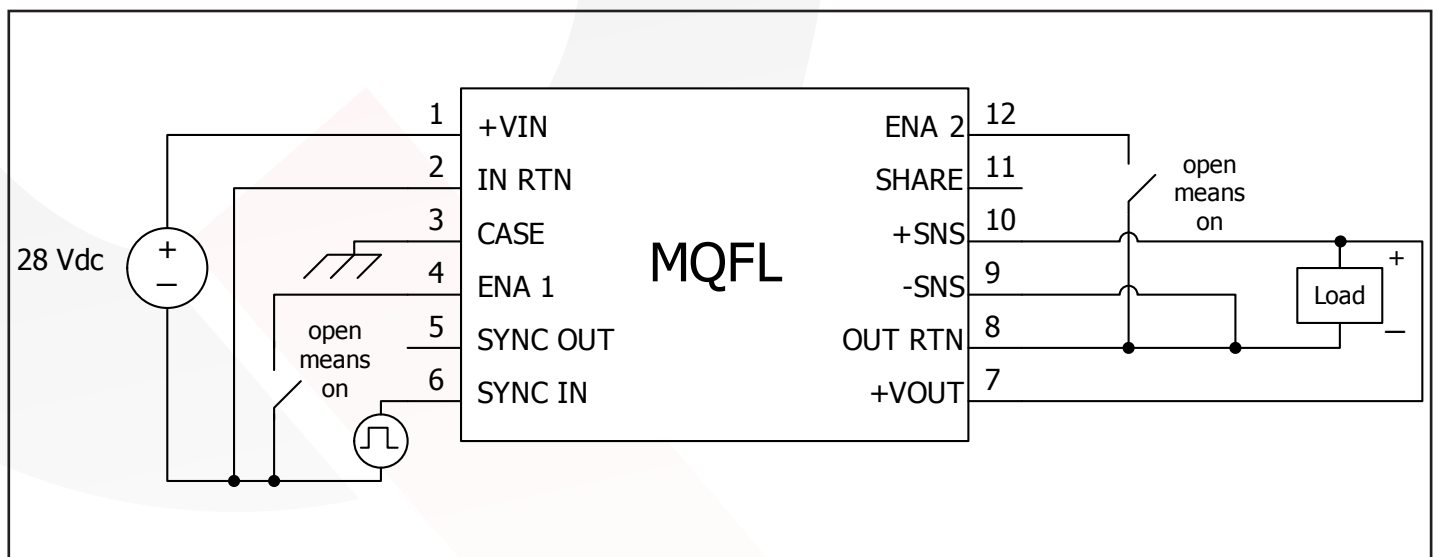 1
+VIN
2
IN RTN
3
CASE
4
ENA 1
5
SYNC OUT
6
SYNC IN
28 Vdc
+
–
open
means
on
MQFL
12
ENA 2
11
SHARE
10
+SNS
9
-SNS
8
OUT RTN
7
+VOUT
open
means
on
+
Load
–